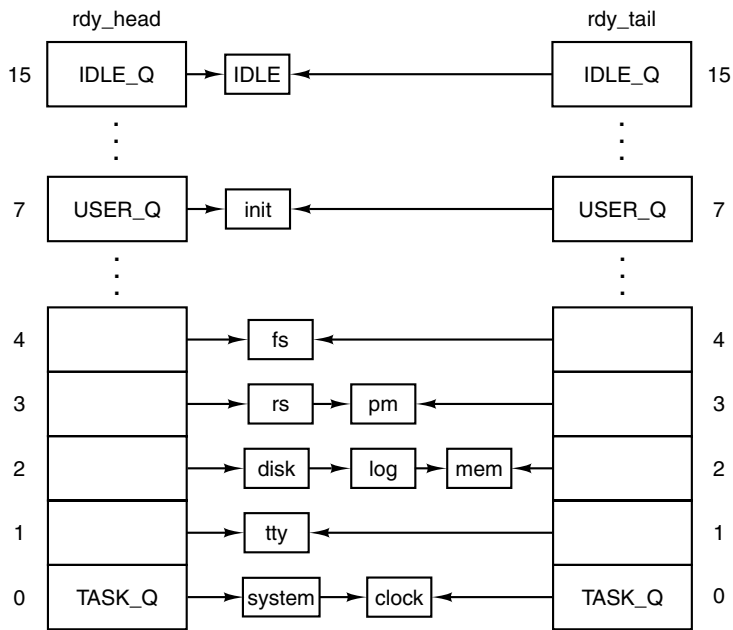 rdy_head rdy_tail
15 IDLE_Q IDLE IDLE_Q 15
7 USER_Q init USER_Q 7
4 fs 4
3 rs pm 3
2 disk log mem 2
1 tty 1
0 TASK_Q system clock TASK_Q 0